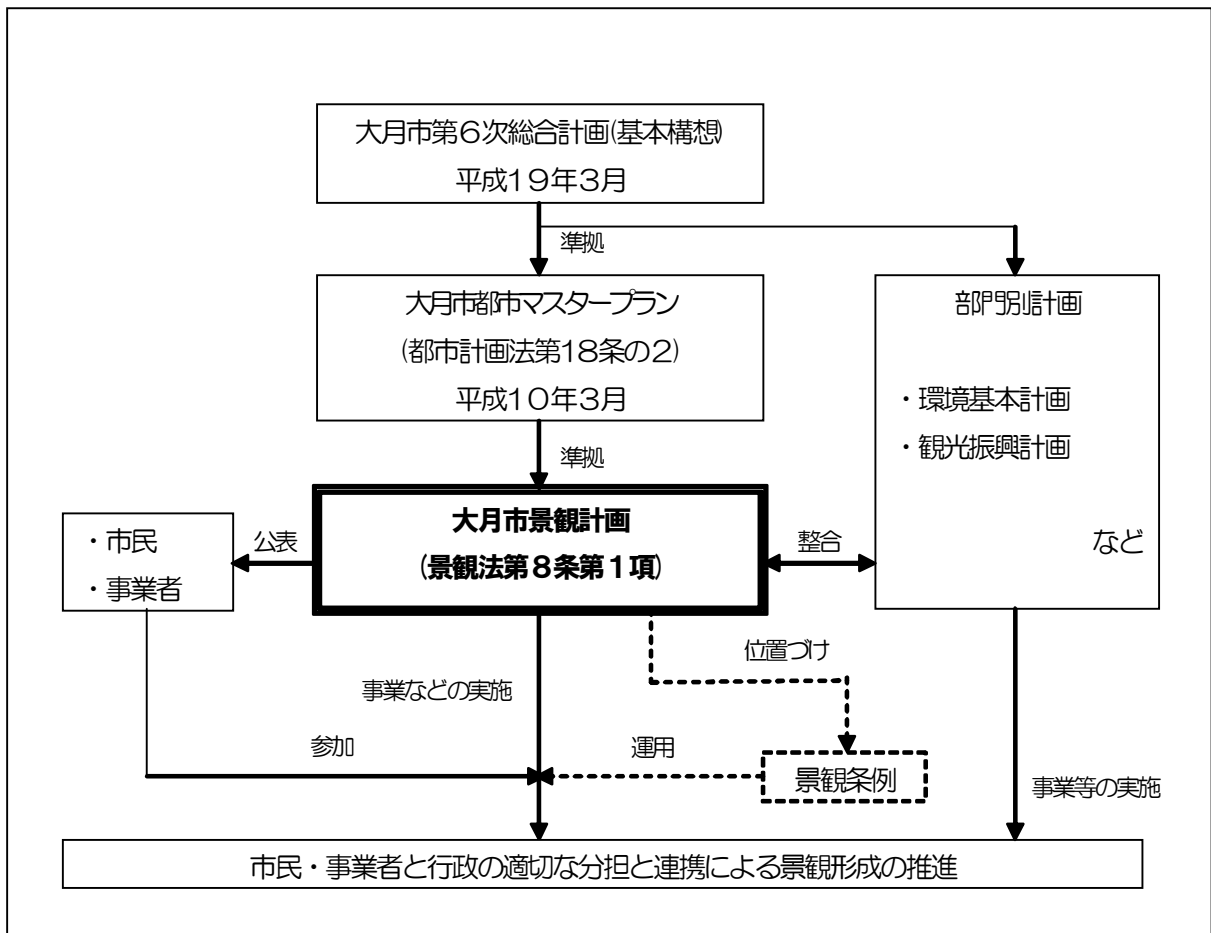 大月市第６次総合計画(基本構想)
平成１９年３月
準拠
大月市都市マスタープラン
(都市計画法第１８条の２)
平成１０年３月
部門別計画
・環境基本計画
・観光振興計画
など
準拠
大月市景観計画
(景観法第８条第１項)
・市民
・事業者
公表
整合
位置づけ
事業などの実施
参加
運用
景観条例
事業等の実施
市民・事業者と行政の適切な分担と連携による景観形成の推進